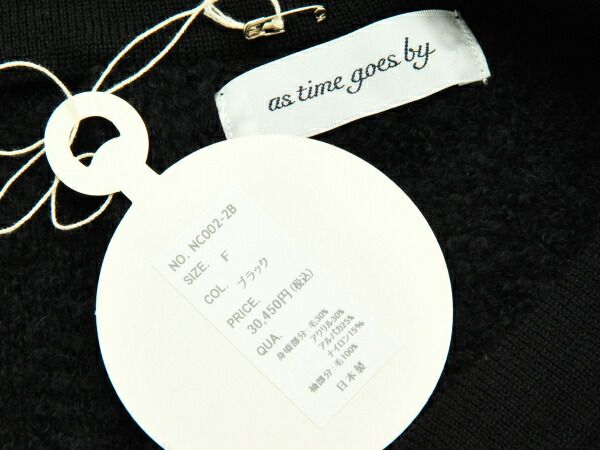 as time goes by
NO. NC002-2B
SIZE. F
COL. ブラック
PRICE.
30,450円(税込)
QUA.
身頃部分:毛30%
アクリル30%
アルパカ25%
ナイロン15%
袖部分:毛100%
日本製